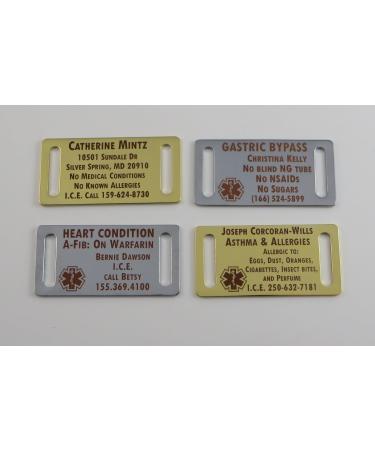 Catherine Mintz
10501 Sundale Dr
Silver Spring, MD 20910
No Medical Conditions
No Known Allergies
I.C.E. Call 159-624-8730
GASTRIC BYPASS
Christina Kelly
No blind NG tube
No NSAIDs
No Sugars
(166) 524-5899
HEART CONDITION
A-Fib: On Warfarin
Bernie Dawson
I.C.E.
call Betsy
155.369.4100
Joseph Corcoran-Wills
Asthma & Allergies
Allergic to:
Eggs, Dust, Oranges,
Cigarettes, Insect bites,
and Perfume
I.C.E. 250-632-7181